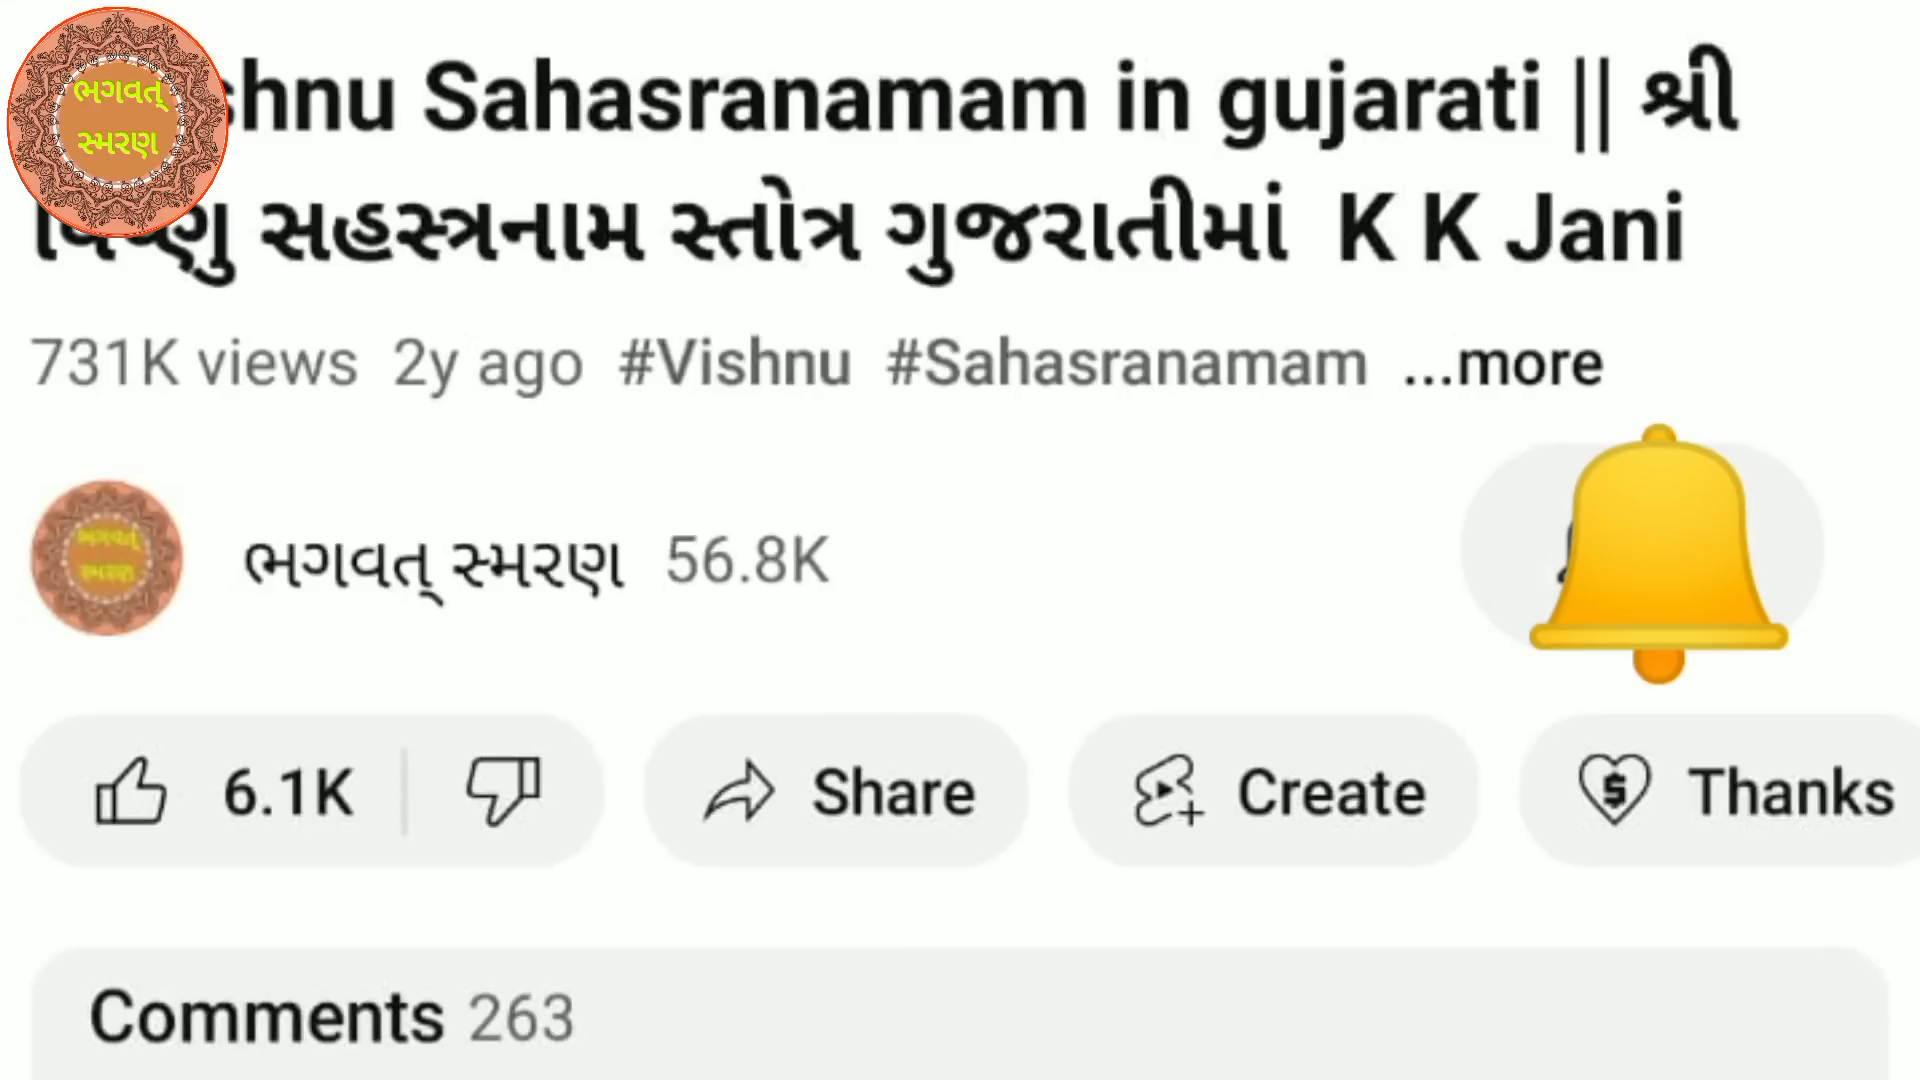 ભગવત્
સ્મરણ
Sahasranamam in gujarati || શ્રી
સહસ્ત્રનામ સ્તોત્ર ગુજરાતીમાં K K Jani
731K views 2y ago #Vishnu #Sahasranamam ...more
ભગવત્ સ્મરણ 56.8K
6.1K Share Create Thanks
Comments 263